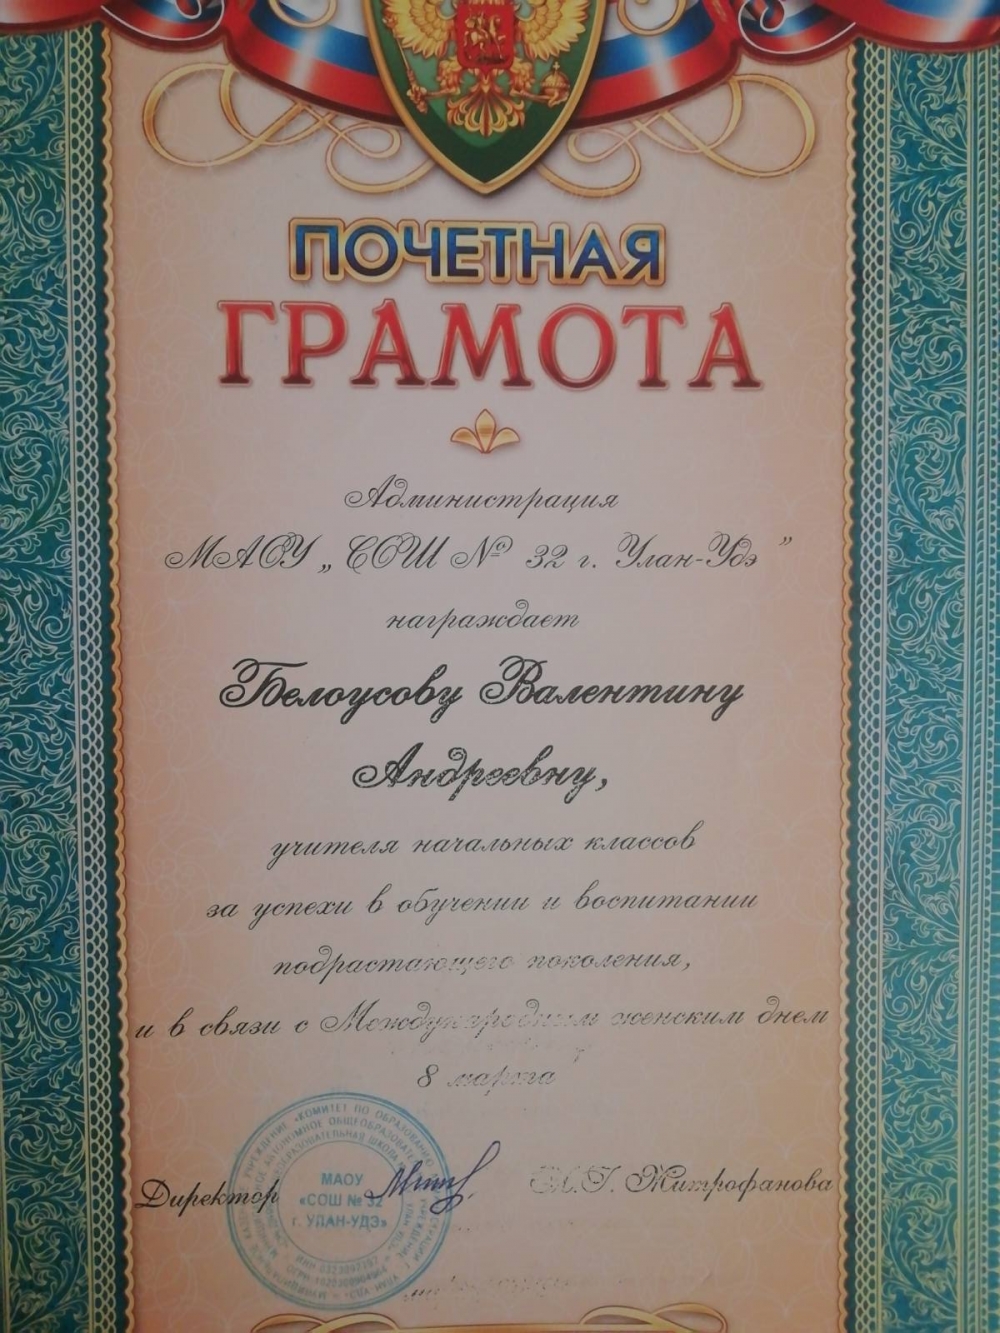 ПОЧЕТНАЯ
ГРАМОТА
Администрация
МАОУ „СОШ № 32 г. Улан-Удэ ”
награждает
Белоусову Валентину
Андреевну,
учителя начальных классов
за успехи в обучении и воспитании
подрастающего поколения,
и в связи с Международным женским днем
8 марта
Директор
Митрофанова
МАОУ
«СОШ № 32
г. УЛАН-УДЭ»